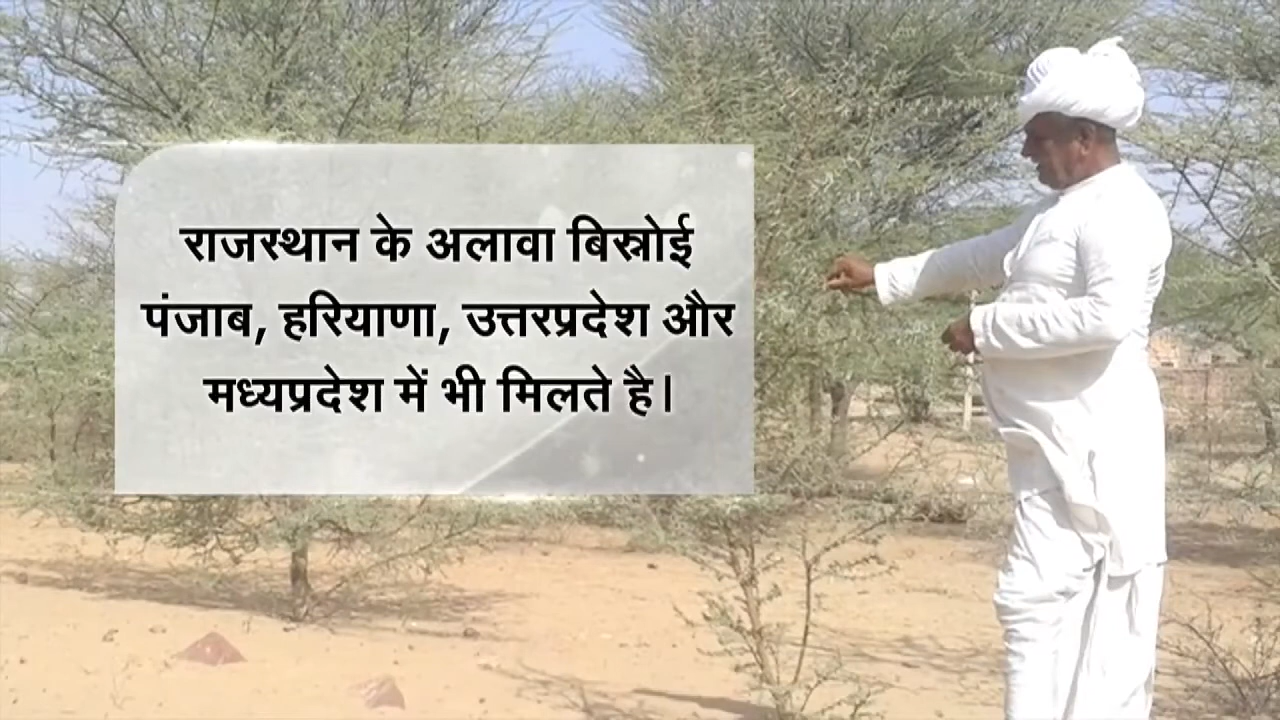 राजस्थान के अलावा बिस्नोई
पंजाब, हरियाणा, उत्तरप्रदेश और
मध्यप्रदेश में भी मिलते है।